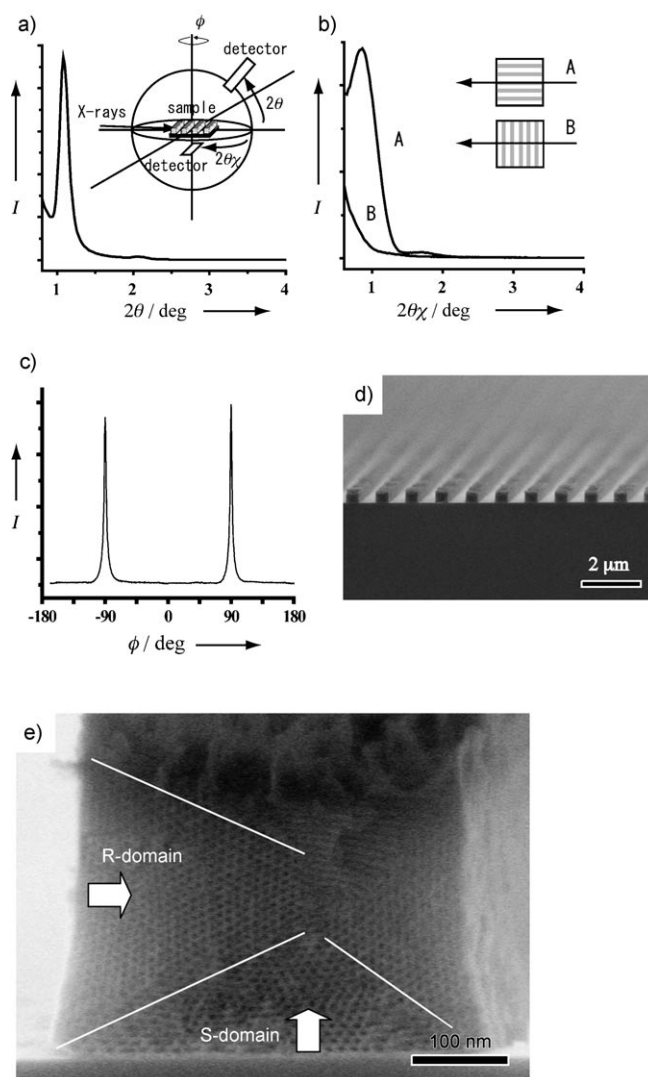 a)
ϕ
detector
X-rays
sample
2θ
detector
2θχ
I
1 2 3 4
2θ / deg
b)
A
B
A
B
I
1 2 3 4
2θχ / deg
c)
I
-180 -90 0 90 180
ϕ / deg
d)
2 μm
e)
R-domain
S-domain
100 nm